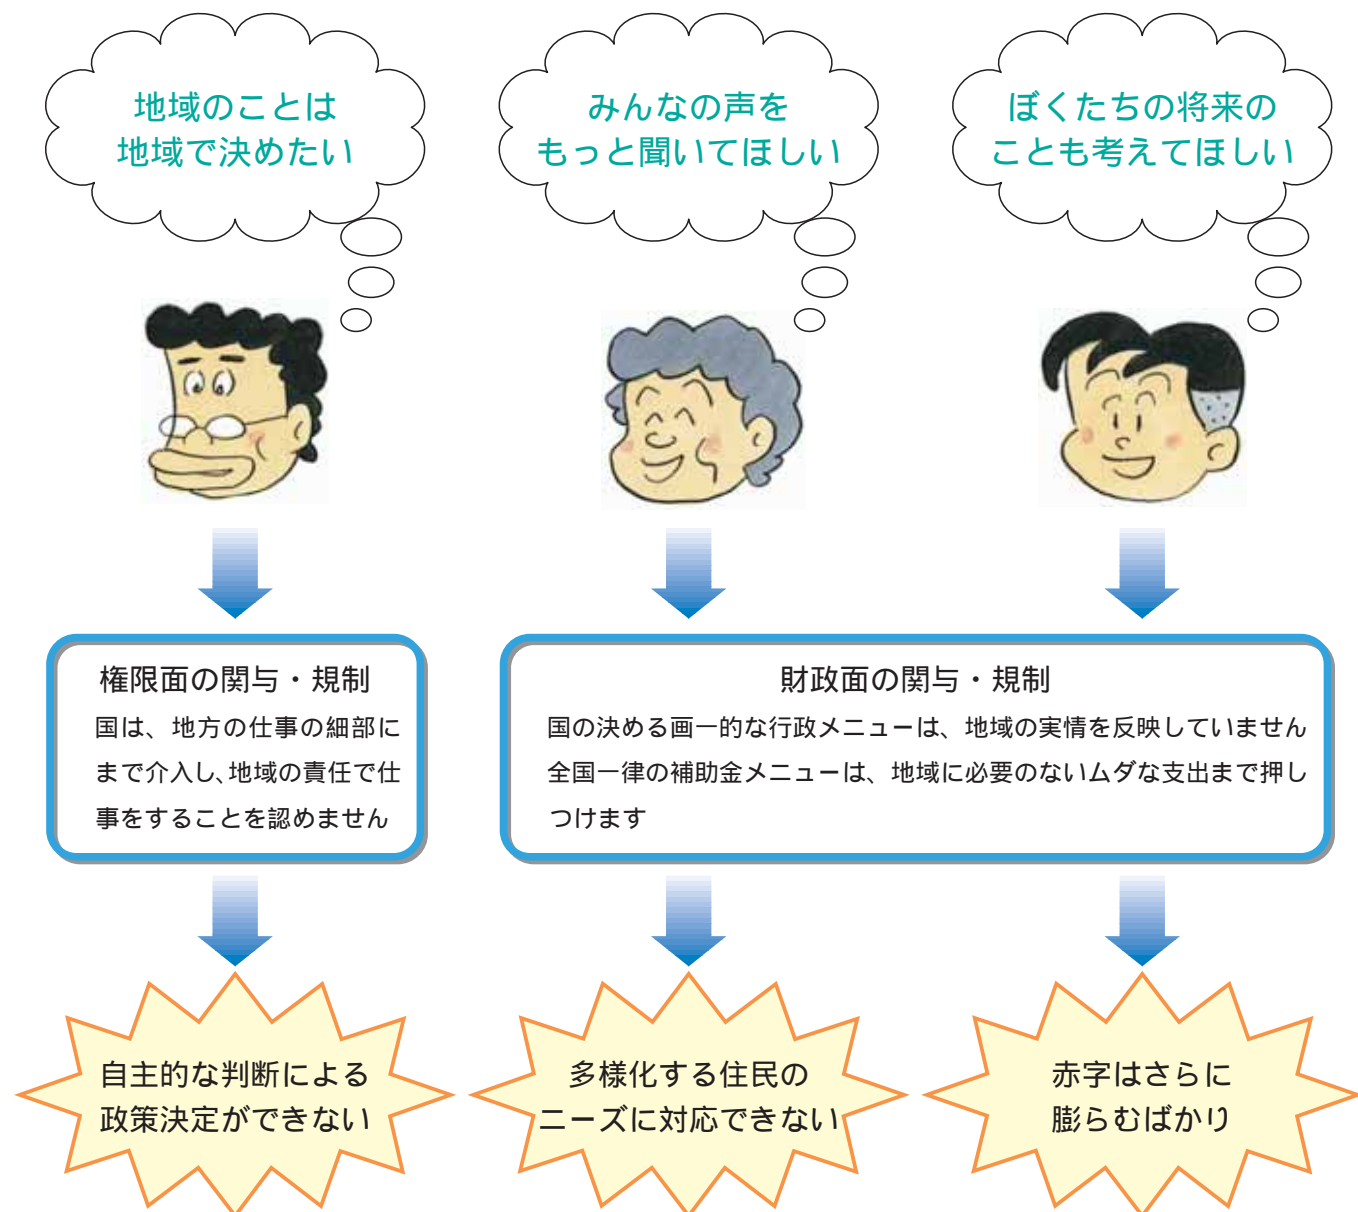 地域のことは
地域で決めたい
みんなの声を
もっと聞いてほしい
ぼくたちの将来の
ことも考えてほしい
権限面の関与・規制
国は、地方の仕事の細部に
まで介入し､地域の責任で仕
事をすることを認めません
財政面の関与・規制
国の決める画一的な行政メニューは、地域の実情を反映していません
全国一律の補助金メニューは、地域に必要のないムダな支出まで押し
つけます
自主的な判断による
政策決定ができない
多様化する住民の
ニーズに対応できない
赤字はさらに
膨らむばかり